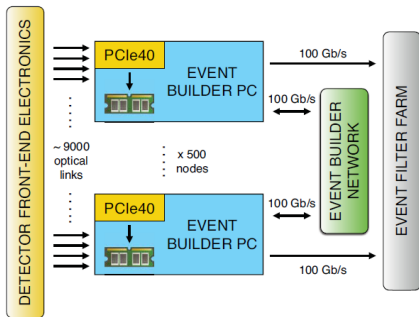 DETECTOR FRONT-END ELECTRONICS
PCIe40
EVENT
BUILDER PC
100 Gb/s
100 Gb/s
~ 9000
optical
links
x 500
nodes
EVENT BUILDER
NETWORK
EVENT FILTER FARM
PCIe40
EVENT
BUILDER PC
100 Gb/s
100 Gb/s